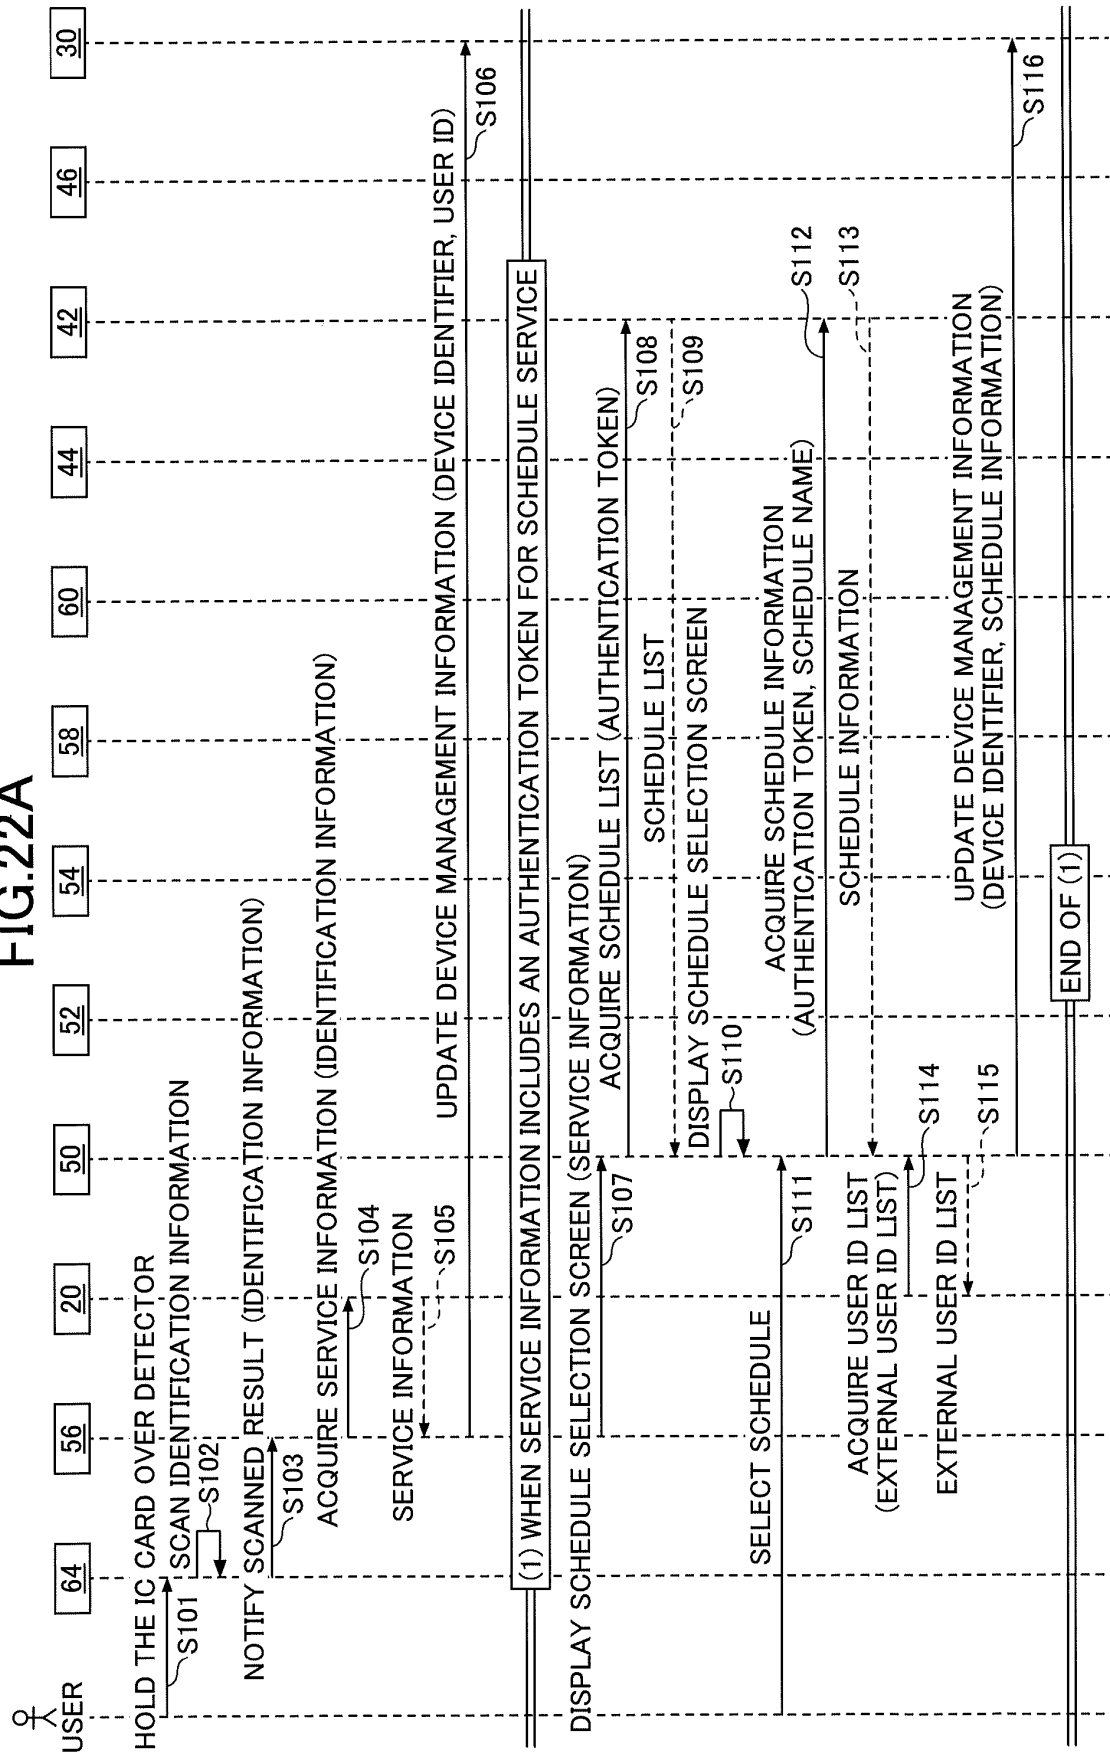 FIG.22A
USER
64
56
20
50
52
54
58
60
44
42
46
30
HOLD THE IC CARD OVER DETECTOR
S101
SCAN IDENTIFICATION INFORMATION
S102
NOTIFY SCANNED RESULT (IDENTIFICATION INFORMATION)
S103
ACQUIRE SERVICE INFORMATION (IDENTIFICATION INFORMATION)
S104
SERVICE INFORMATION
S105
UPDATE DEVICE MANAGEMENT INFORMATION (DEVICE IDENTIFIER, USER ID)
S106
(1) WHEN SERVICE INFORMATION INCLUDES AN AUTHENTICATION TOKEN FOR SCHEDULE SERVICE
DISPLAY SCHEDULE SELECTION SCREEN (SERVICE INFORMATION)
S107
ACQUIRE SCHEDULE LIST (AUTHENTICATION TOKEN)
S108
SCHEDULE LIST
S109
DISPLAY SCHEDULE SELECTION SCREEN
S110
SELECT SCHEDULE
S111
ACQUIRE SCHEDULE INFORMATION
(AUTHENTICATION TOKEN, SCHEDULE NAME)
S112
SCHEDULE INFORMATION
S113
ACQUIRE USER ID LIST
(EXTERNAL USER ID LIST)
S114
EXTERNAL USER ID LIST
S115
UPDATE DEVICE MANAGEMENT INFORMATION
(DEVICE IDENTIFIER, SCHEDULE INFORMATION)
S116
END OF (1)